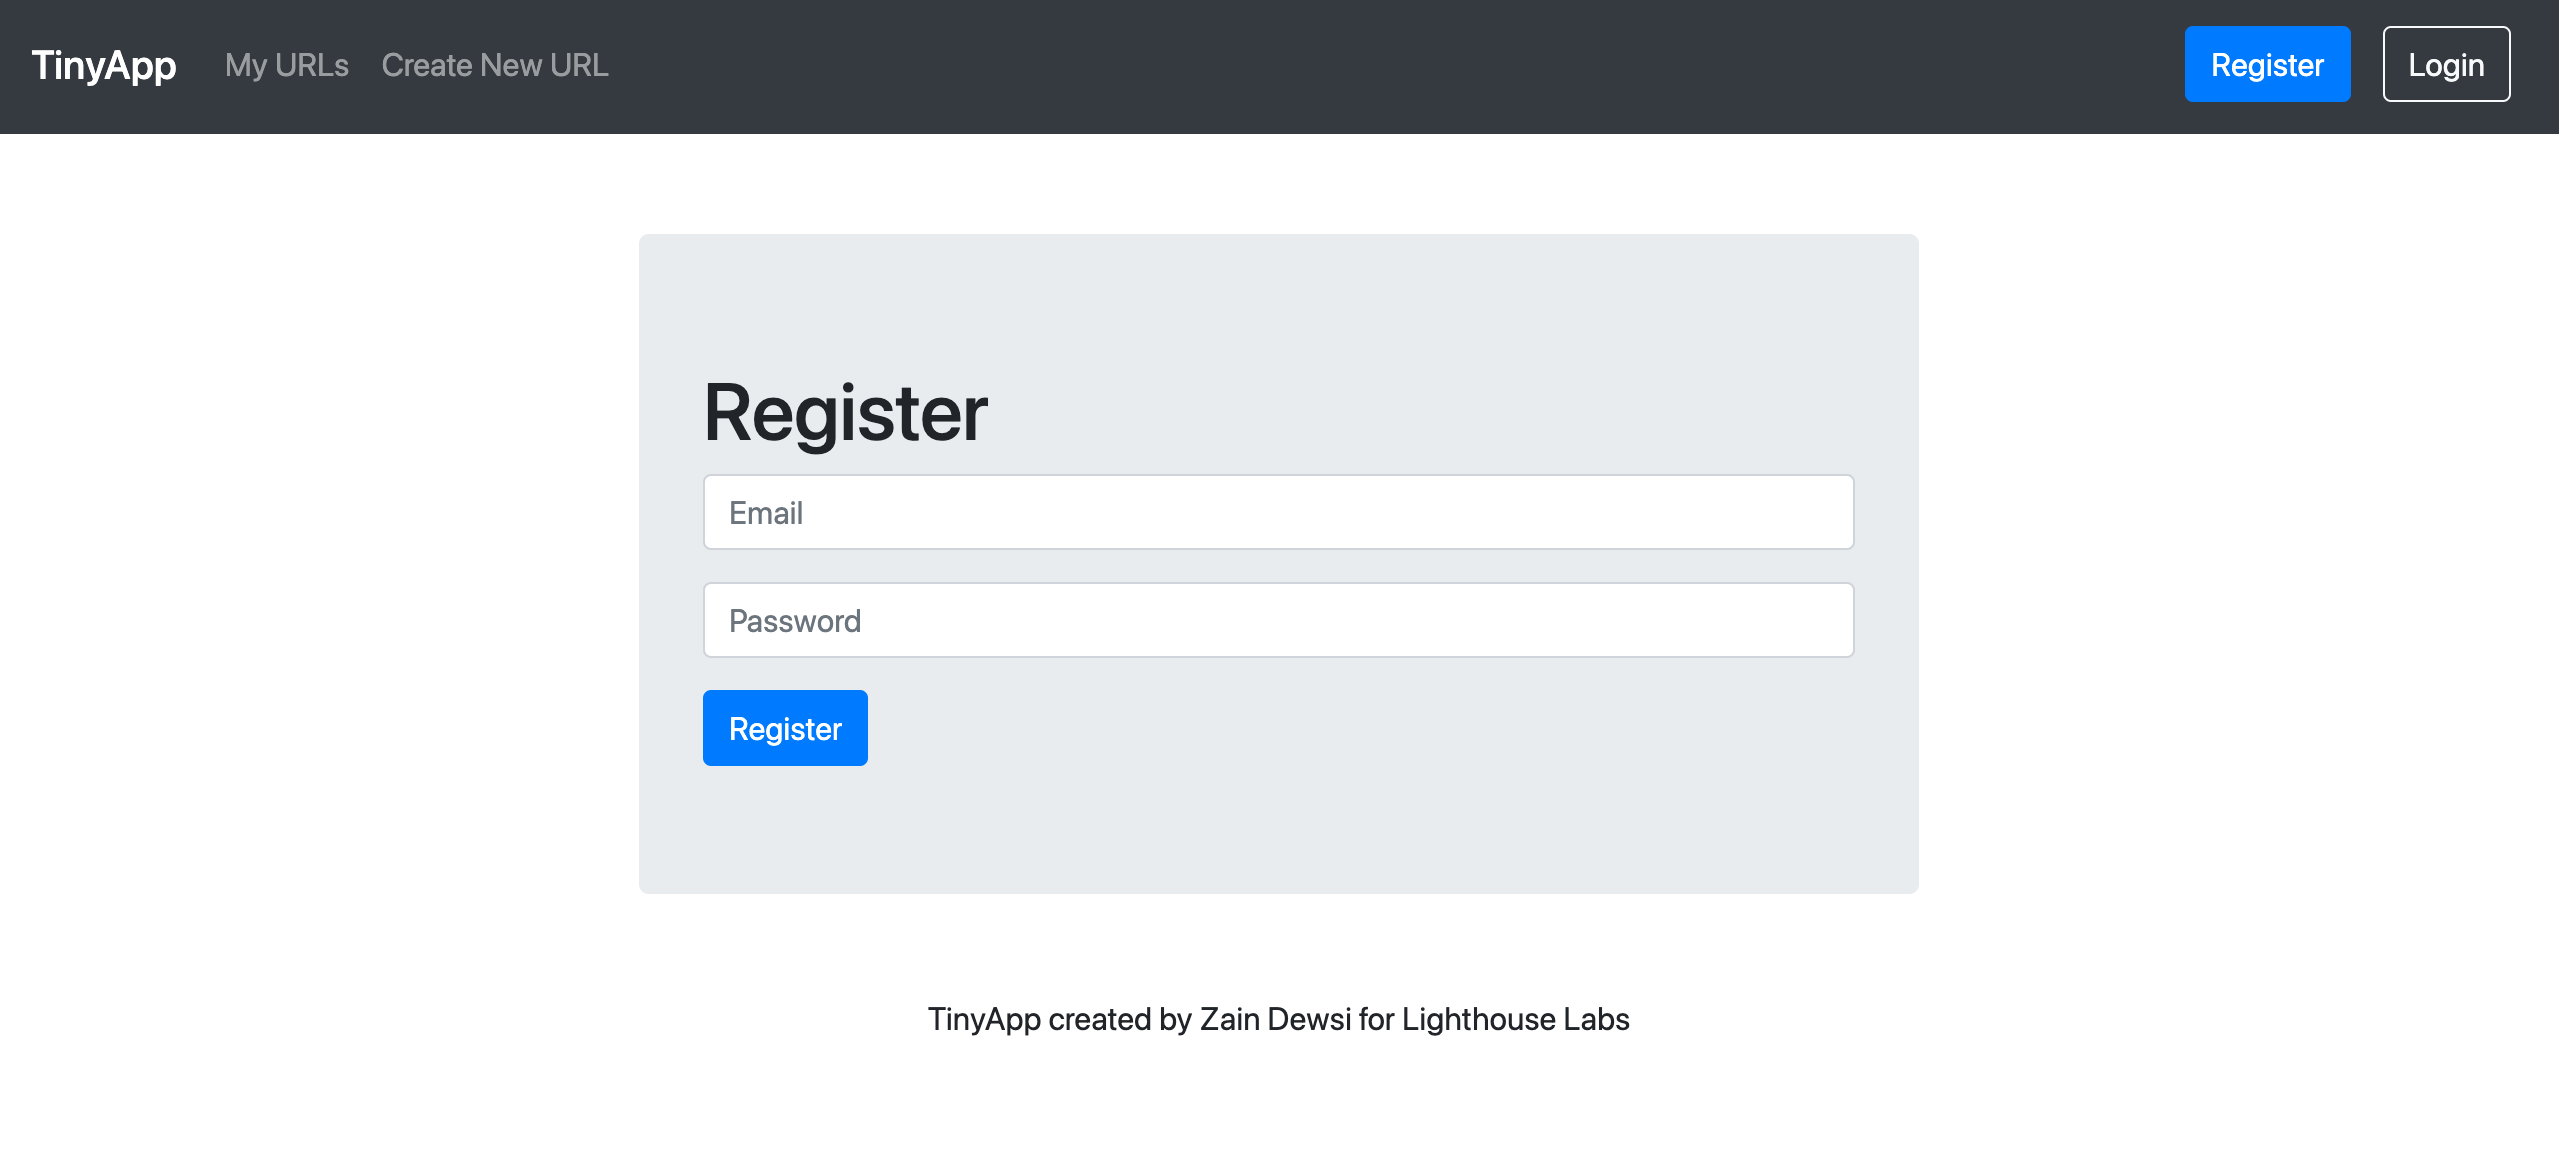 TinyApp My URLs Create New URL Register Login
Register
Email
Password
Register
TinyApp created by Zain Dewsi for Lighthouse Labs